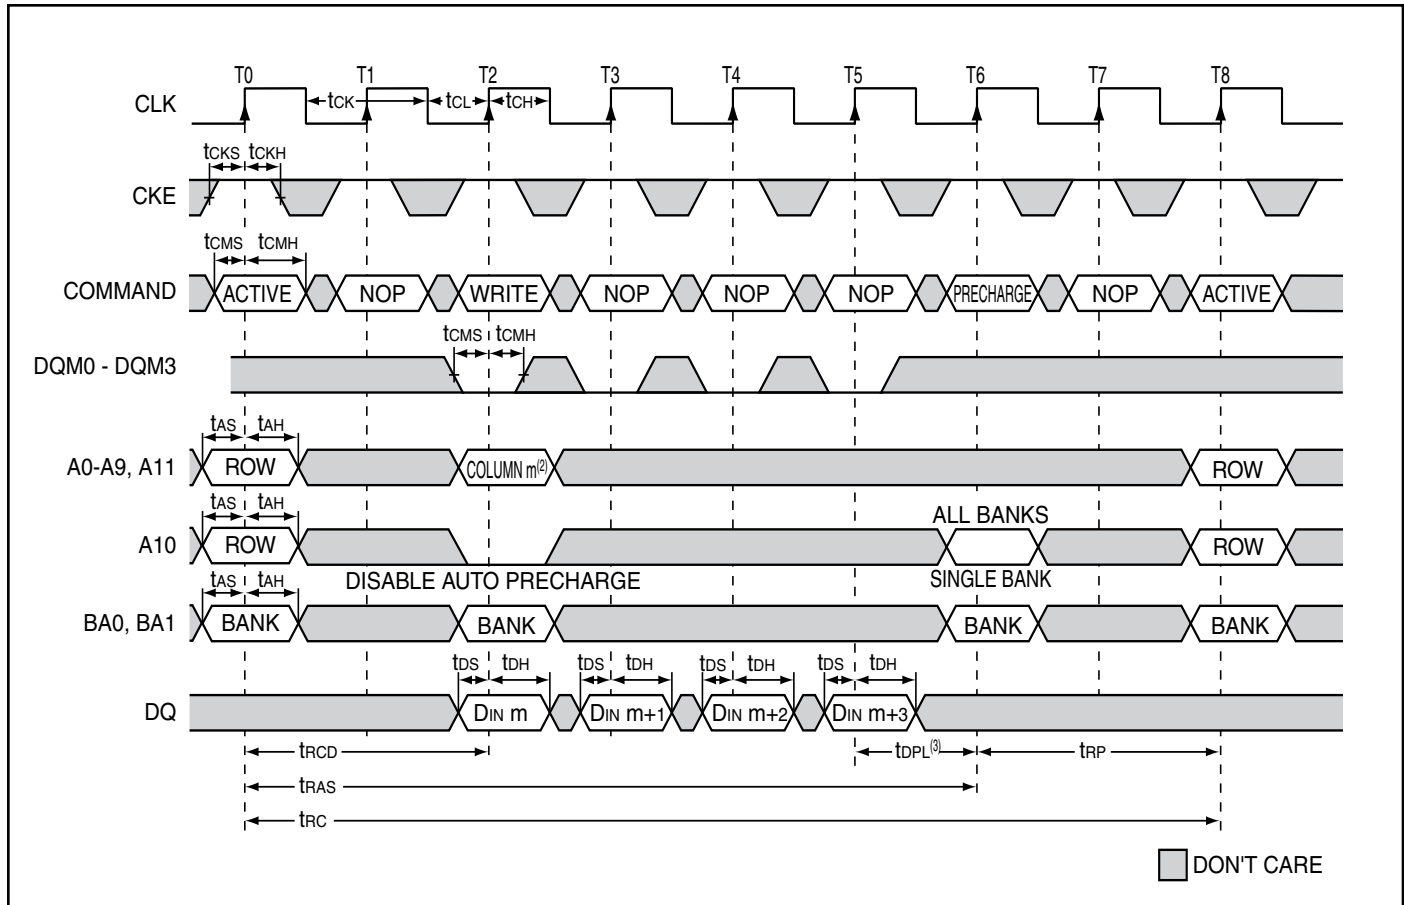 T0 T1 T2 T3 T4 T5 T6 T7 T8
CLK tCK tCL tCH
tCKS tCKH
CKE
tCMS tCMH
COMMAND ACTIVE NOP WRITE NOP NOP NOP PRECHARGE NOP ACTIVE
tCMS tCMH
DQM0 - DQM3
tAS tAH
A0-A9, A11 ROW COLUMN m(2) ROW
tAS tAH ALL BANKS
A10 ROW ROW
tAS tAH DISABLE AUTO PRECHARGE SINGLE BANK
BA0, BA1 BANK BANK BANK BANK
tDS tDH tDS tDH tDS tDH tDS tDH
DQ DIN m DIN m+1 DIN m+2 DIN m+3
tRCD tDPL(3) tRP
tRAS
tRC
DON'T CARE